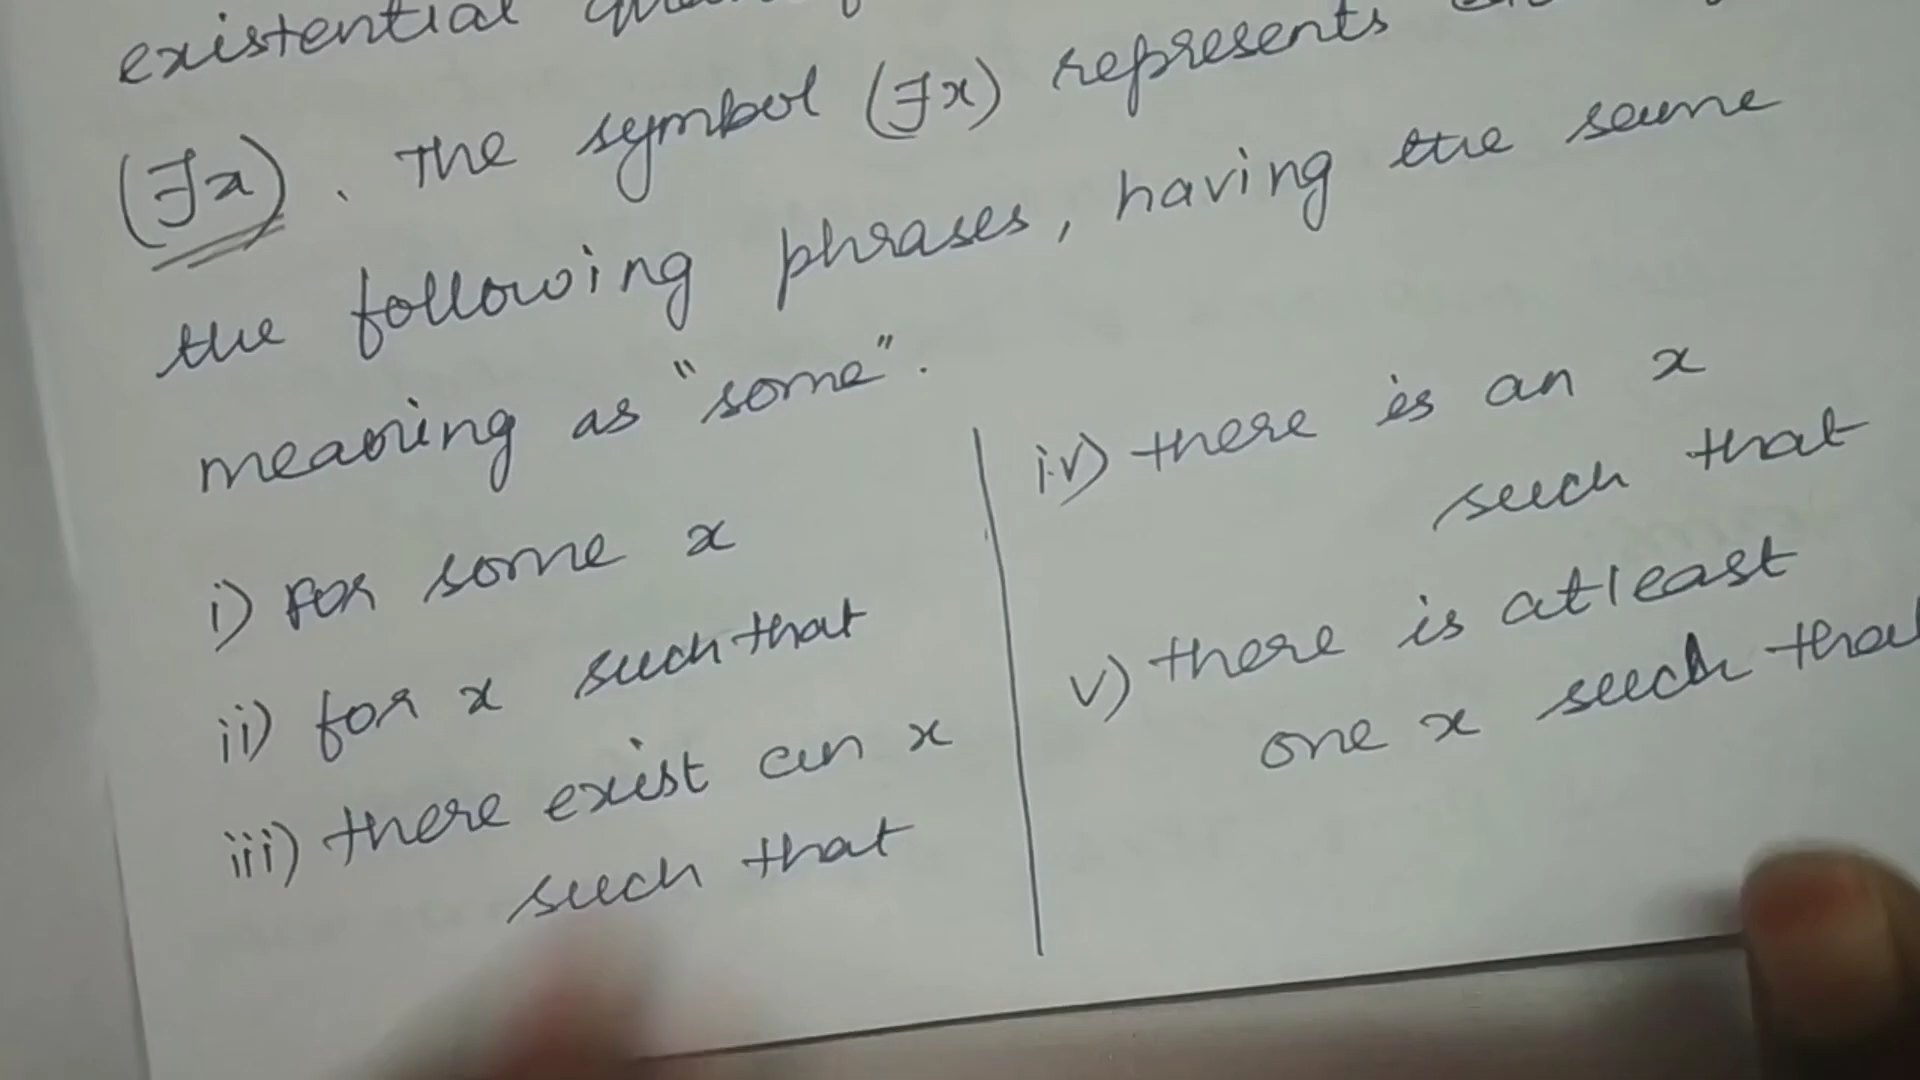 existential
(∃x). The symbol (∃x) represents
the following phrases, having the same
meaning as "some".
i) For some x
ii) for x such that
iii) there exist an x
such that
iv) there is an x
such that
v) there is atleast
one x such that